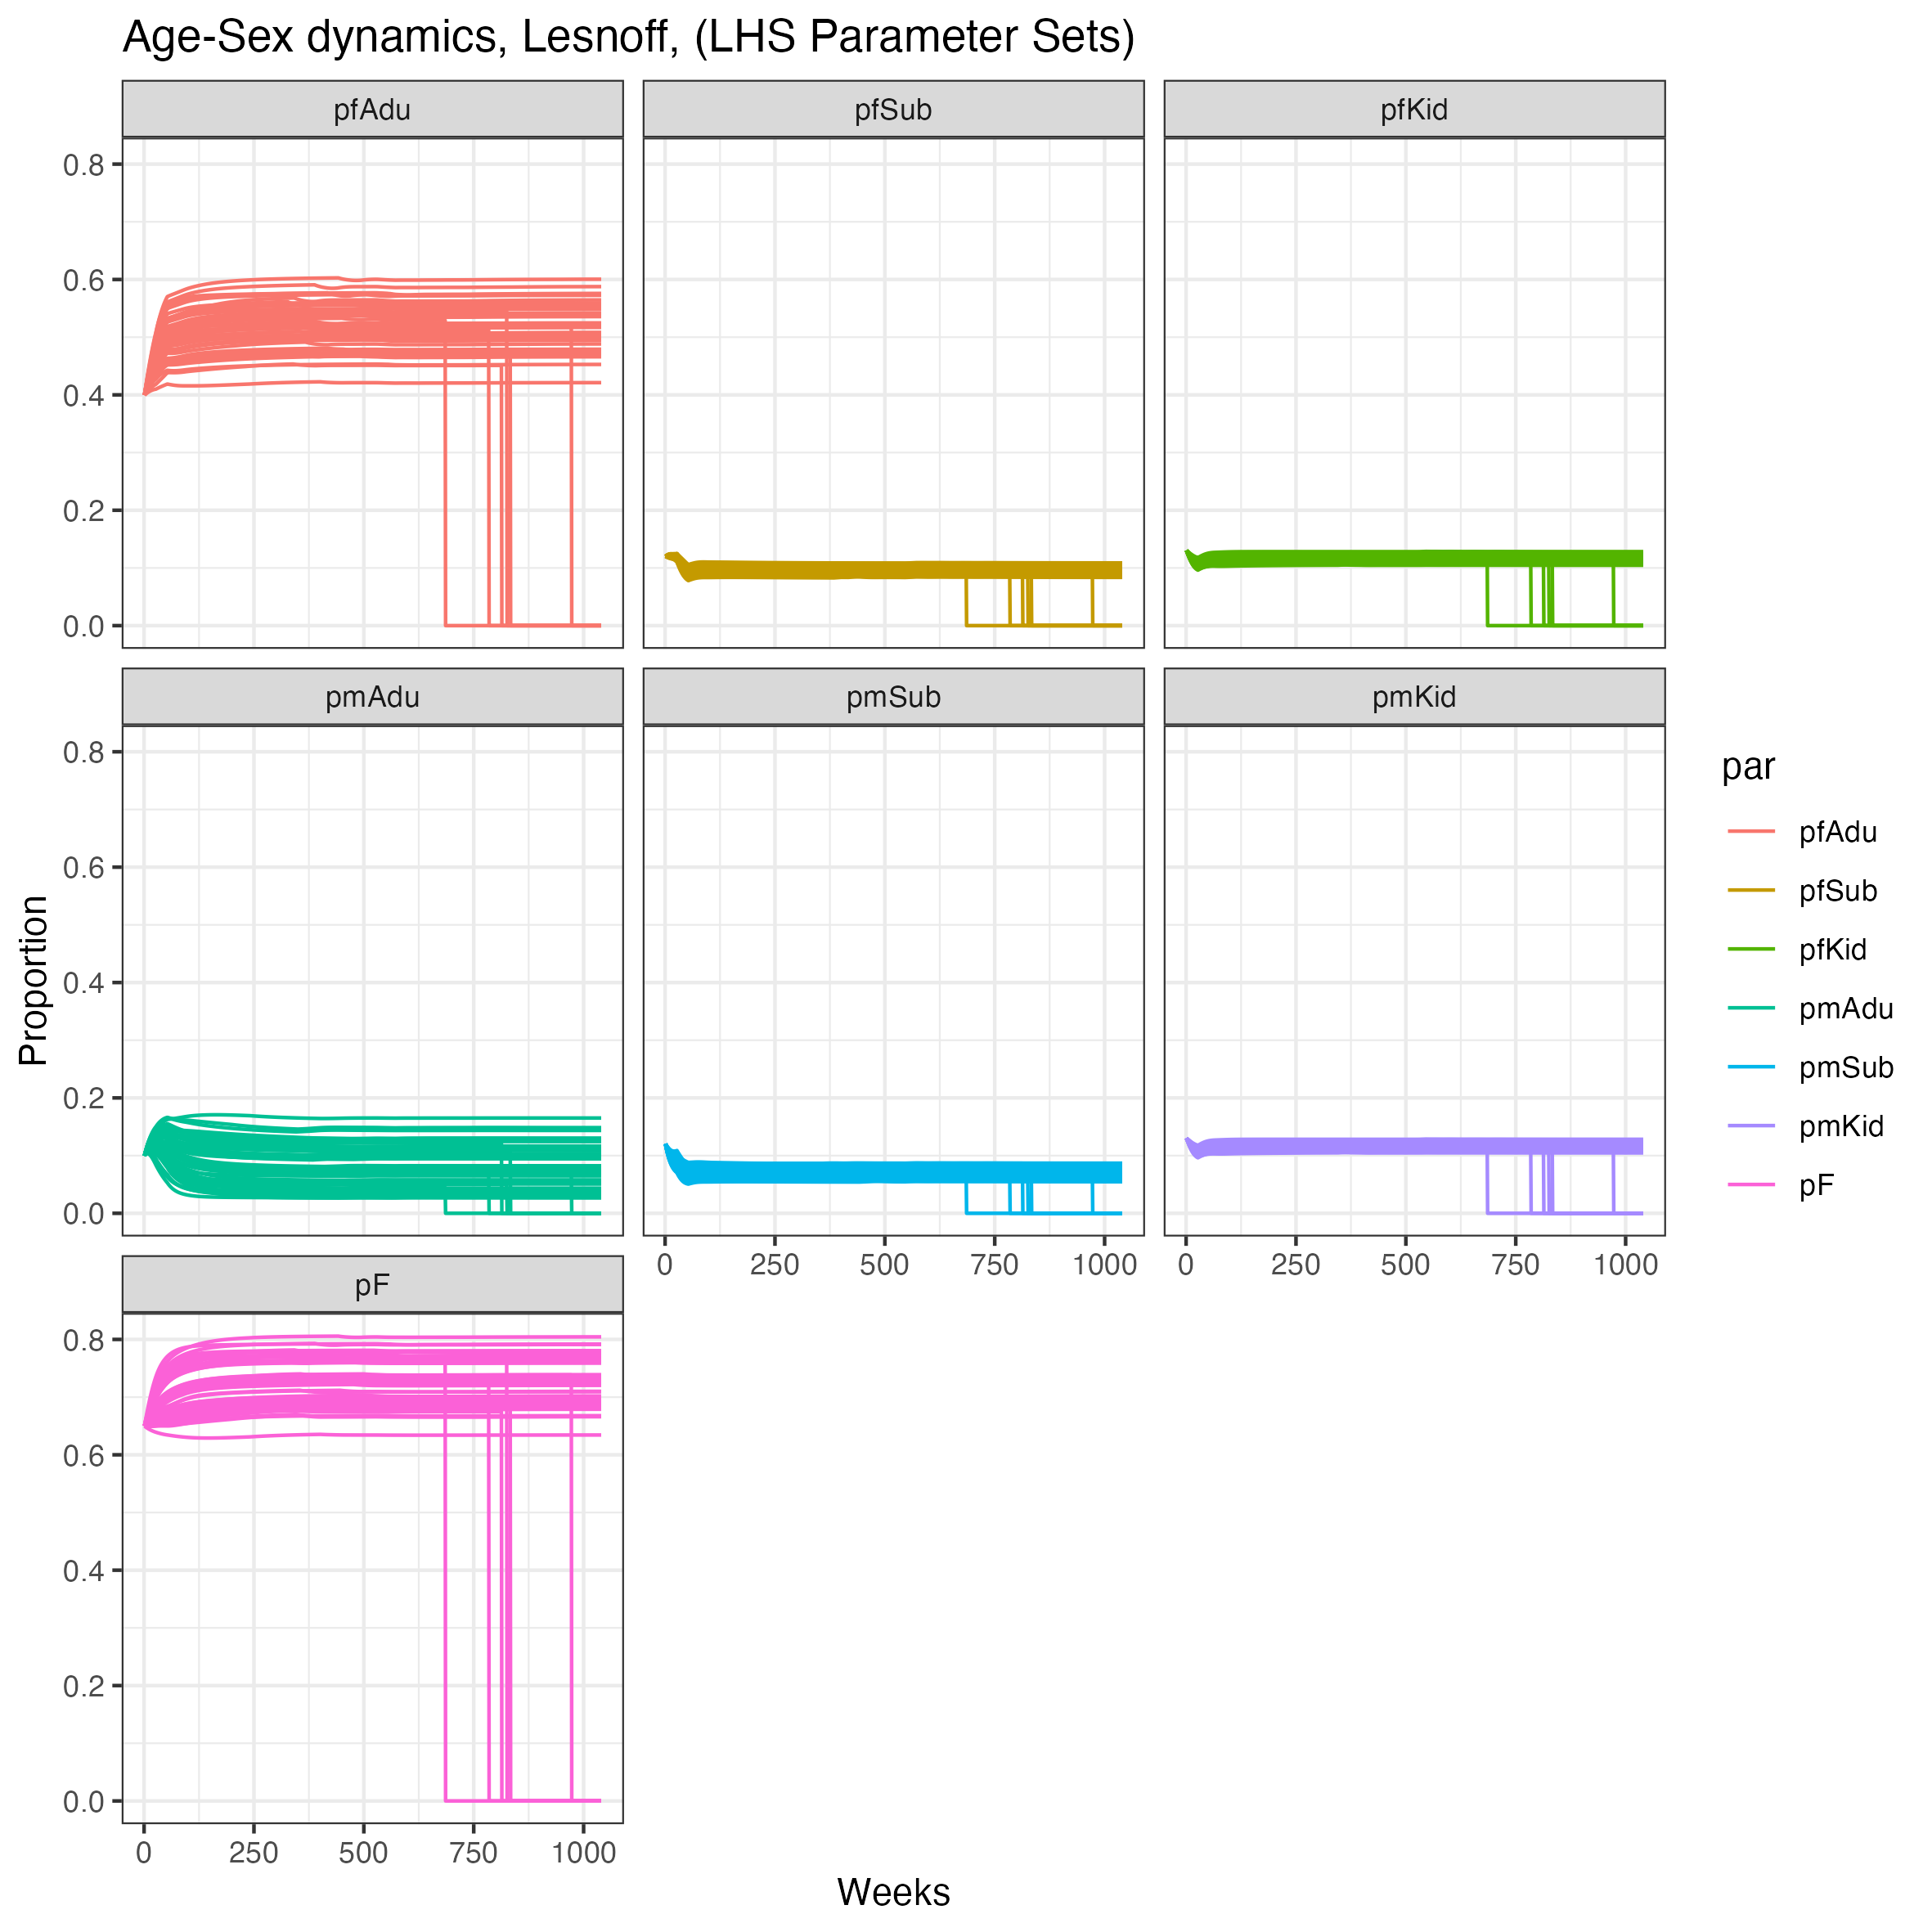 Age-Sex dynamics, Lesnoff, (LHS Parameter Sets)
pfAdu
pfSub
pfKid
0.8
0.6
0.4
0.2
0.0
pmAdu
pmSub
pmKid
0.8
0.6
0.4
0.2
0.0
0 250 500 750 1000
0 250 500 750 1000
pF
0.8
0.6
0.4
0.2
0.0
0 250 500 750 1000
Weeks
Proportion
par
pfAdu
pfSub
pfKid
pmAdu
pmSub
pmKid
pF